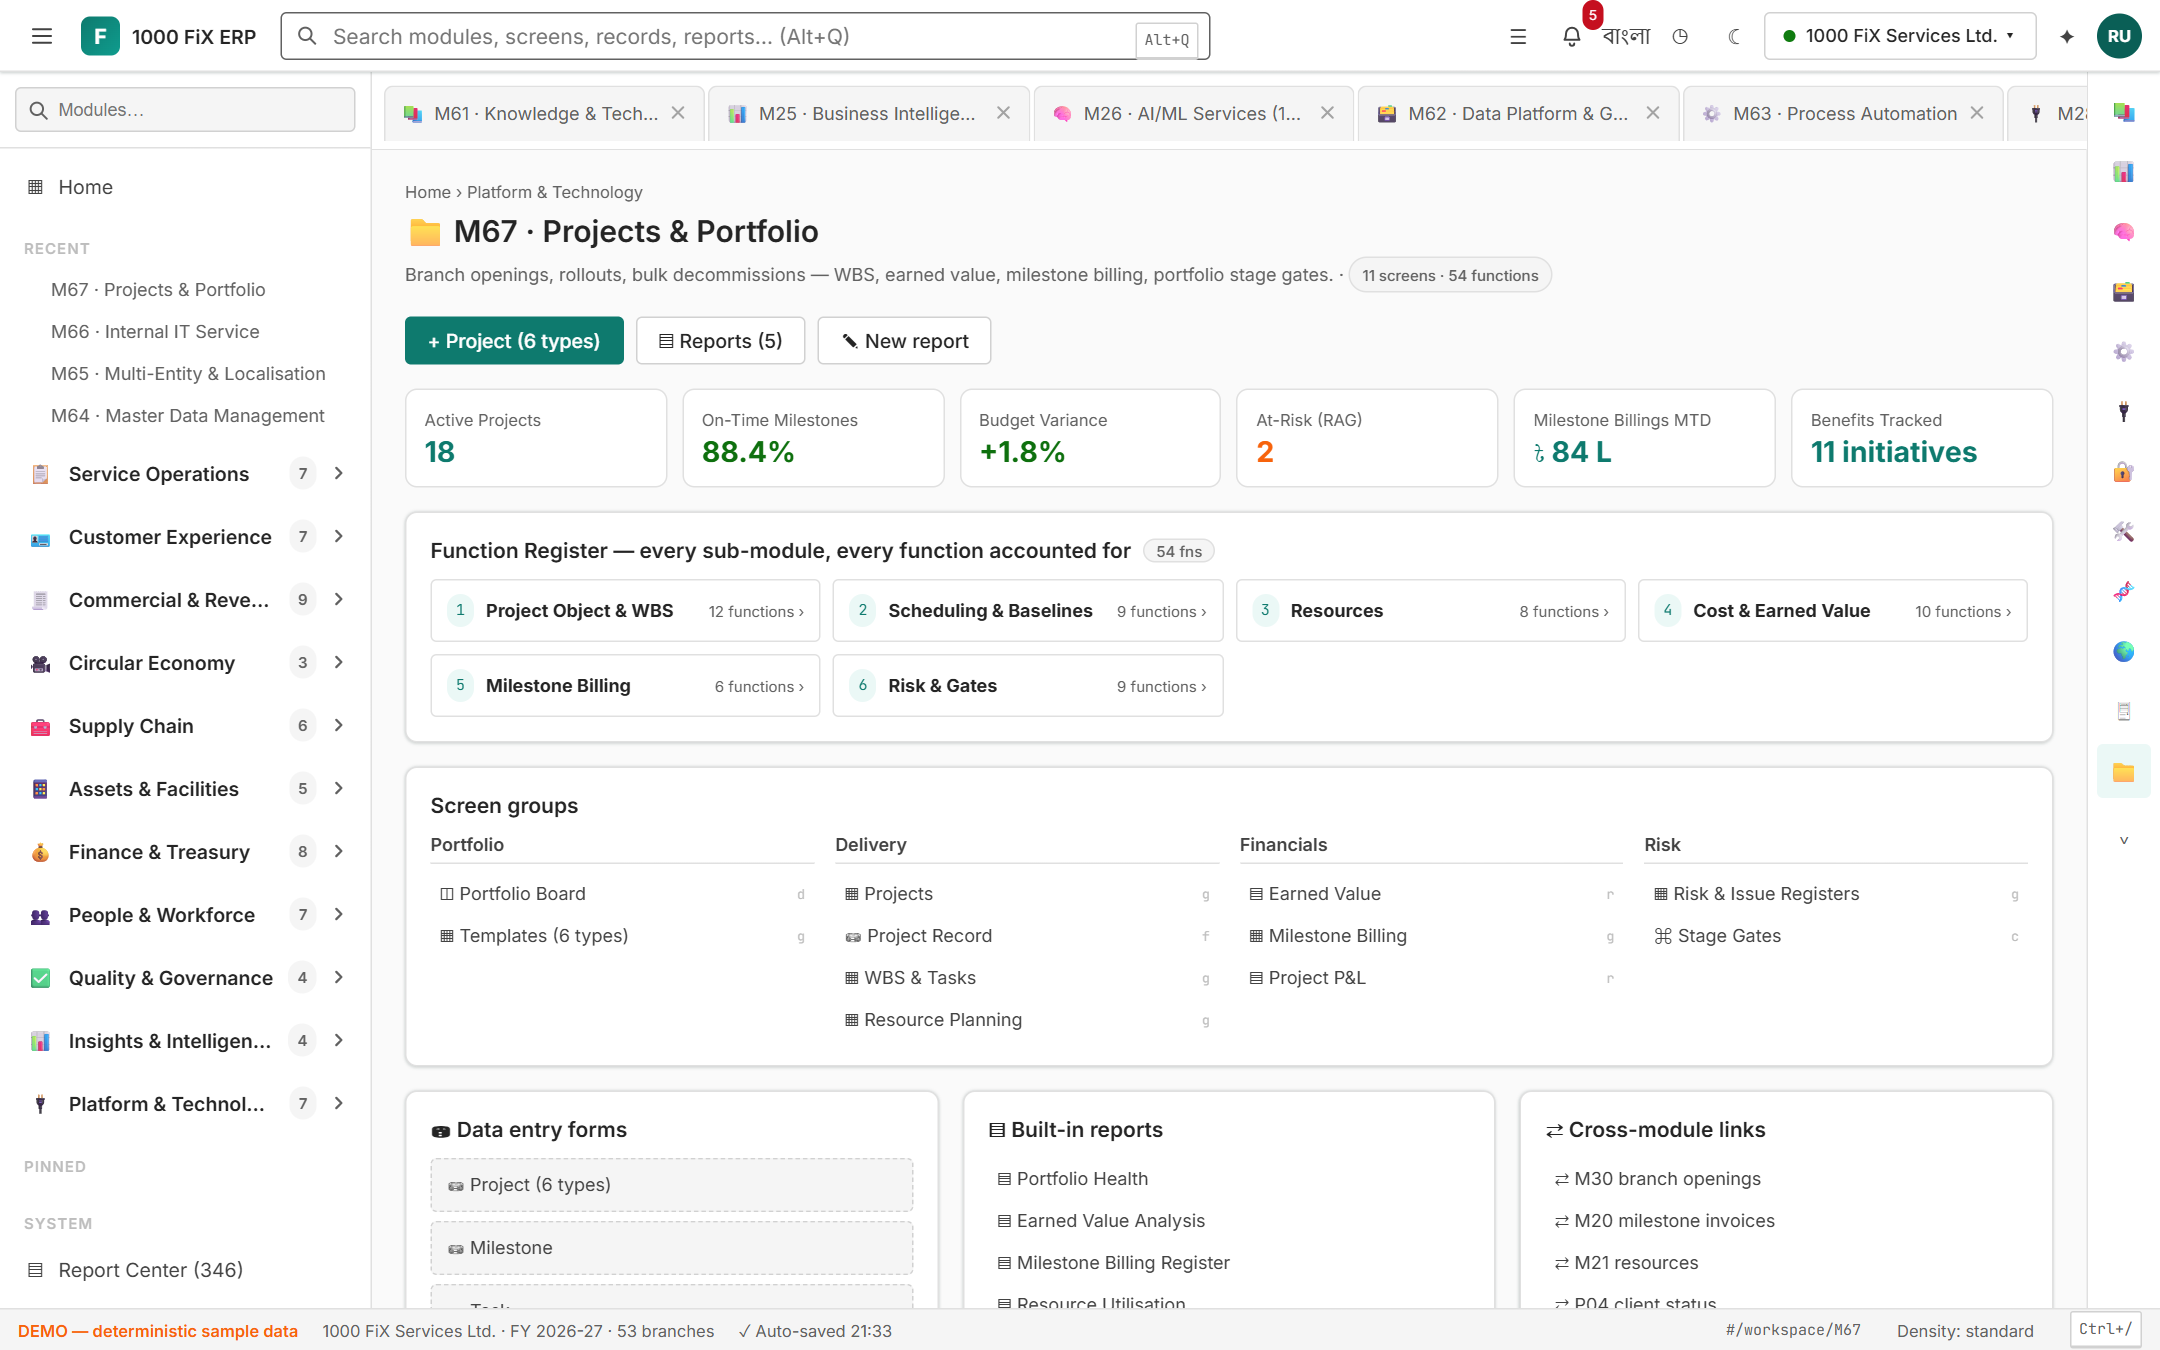 F 1000 FiX ERP
Search modules, screens, records, reports... (Alt+Q) Alt+Q
5
বাংলা
1000 FiX Services Ltd.
RU
Modules...
M61 · Knowledge & Tech...
M25 · Business Intellige...
M26 · AI/ML Services (1...
M62 · Data Platform & G...
M63 · Process Automation
Home
RECENT
M67 · Projects & Portfolio
M66 · Internal IT Service
M65 · Multi-Entity & Localisation
M64 · Master Data Management
Service Operations 7
Customer Experience 7
Commercial & Reve... 9
Circular Economy 3
Supply Chain 6
Assets & Facilities 5
Finance & Treasury 8
People & Workforce 7
Quality & Governance 4
Insights & Intelligen... 4
Platform & Technol... 7
PINNED
SYSTEM
Report Center (346)
Home › Platform & Technology
M67 · Projects & Portfolio
Branch openings, rollouts, bulk decommissions — WBS, earned value, milestone billing, portfolio stage gates. · 11 screens · 54 functions
+ Project (6 types)
Reports (5)
New report
Active Projects
18
On-Time Milestones
88.4%
Budget Variance
+1.8%
At-Risk (RAG)
2
Milestone Billings MTD
৳ 84 L
Benefits Tracked
11 initiatives
Function Register — every sub-module, every function accounted for 54 fns
1 Project Object & WBS 12 functions ›
2 Scheduling & Baselines 9 functions ›
3 Resources 8 functions ›
4 Cost & Earned Value 10 functions ›
5 Milestone Billing 6 functions ›
6 Risk & Gates 9 functions ›
Screen groups
Portfolio
Portfolio Board d
Templates (6 types) g
Delivery
Projects g
Project Record f
WBS & Tasks g
Resource Planning g
Financials
Earned Value r
Milestone Billing g
Project P&L r
Risk
Risk & Issue Registers g
Stage Gates c
Data entry forms
Project (6 types)
Milestone
Built-in reports
Portfolio Health
Earned Value Analysis
Milestone Billing Register
Resource Utilisation
Cross-module links
⇄ M30 branch openings
⇄ M20 milestone invoices
⇄ M21 resources
⇄ P04 client status
DEMO — deterministic sample data
1000 FiX Services Ltd. · FY 2026-27 · 53 branches
✓ Auto-saved 21:33
#/workspace/M67
Density: standard
Ctrl+/